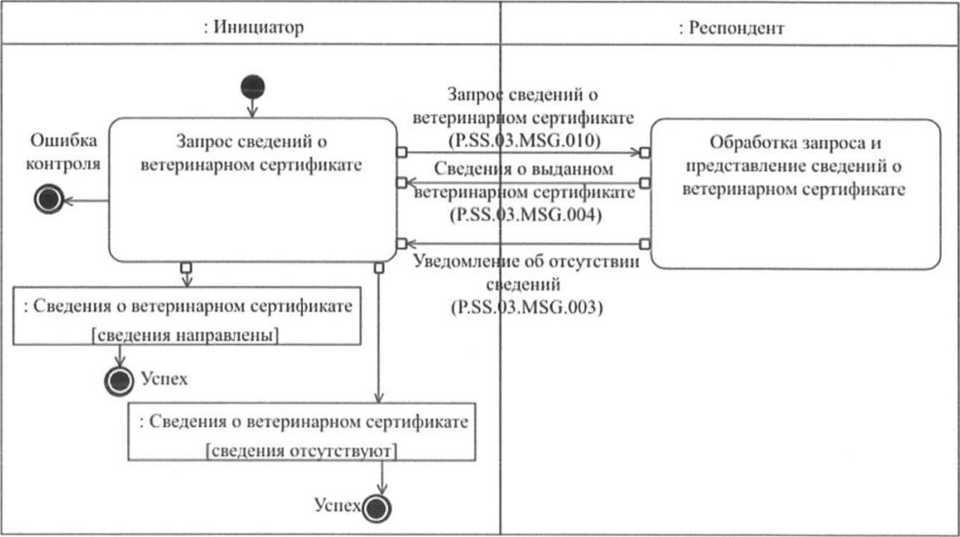 : Инициатор
: Респондент
Ошибка
контроля
Запрос сведений о
ветеринарном сертификате
Запрос сведений о
ветеринарном сертификате
(P.SS.03.MSG.010)
Сведения о выданном
ветеринарном сертификате
(P.SS.03.MSG.004)
Уведомление об отсутствии
сведений
(P.SS.03.MSG.003)
Обработка запроса и
представление сведений о
ветеринарном сертификате
: Сведения о ветеринарном сертификате
[сведения направлены]
Успех
: Сведения о ветеринарном сертификате
[сведения отсутствуют]
Успех